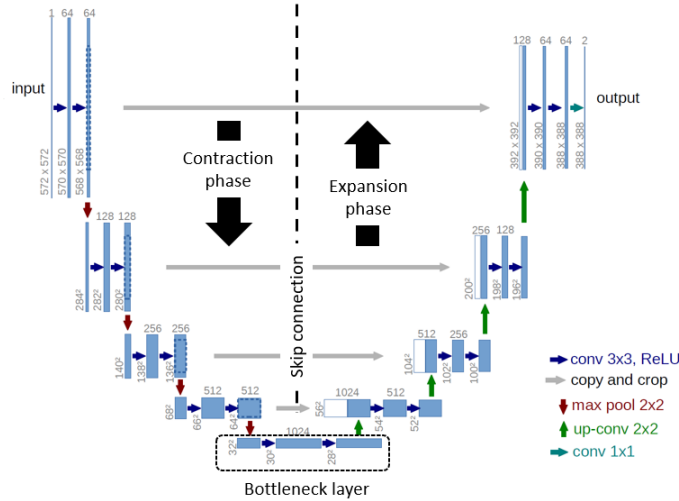 1 64 64
input
572 x 572
570 x 570
568 x 568
128 64 64 2
output
392 x 392
390 x 390
388 x 388
388 x 388
Contraction
phase
Expansion
phase
Skip connection
128 128
284²
282²
280²
256 128
200²
198²
196²
256 256
140²
138²
136²
512 256
104²
102²
100²
512 512
68²
66²
64²
1024 512
56²
54²
52²
1024
32²
30²
28²
Bottleneck layer
conv 3x3, ReLU
copy and crop
max pool 2x2
up-conv 2x2
conv 1x1